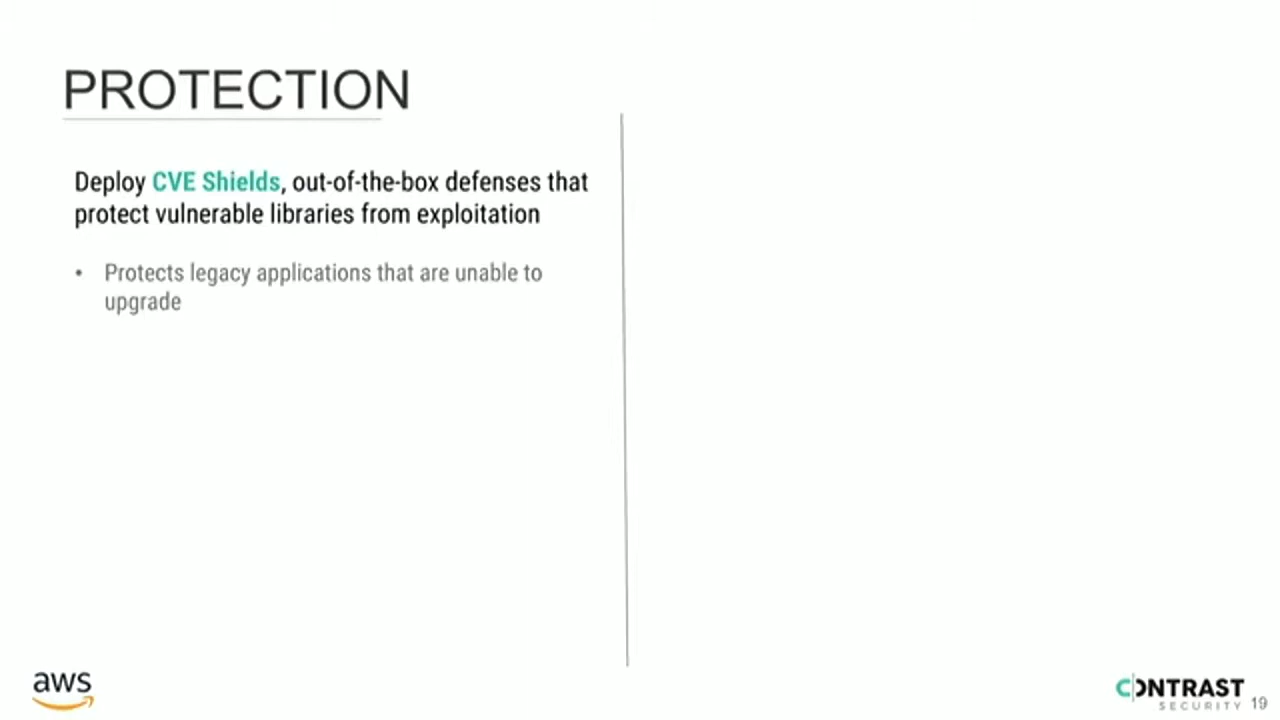 PROTECTION
Deploy CVE Shields, out-of-the-box defenses that
protect vulnerable libraries from exploitation
• Protects legacy applications that are unable to
upgrade
aws
CONTRAST
SECURITY 19